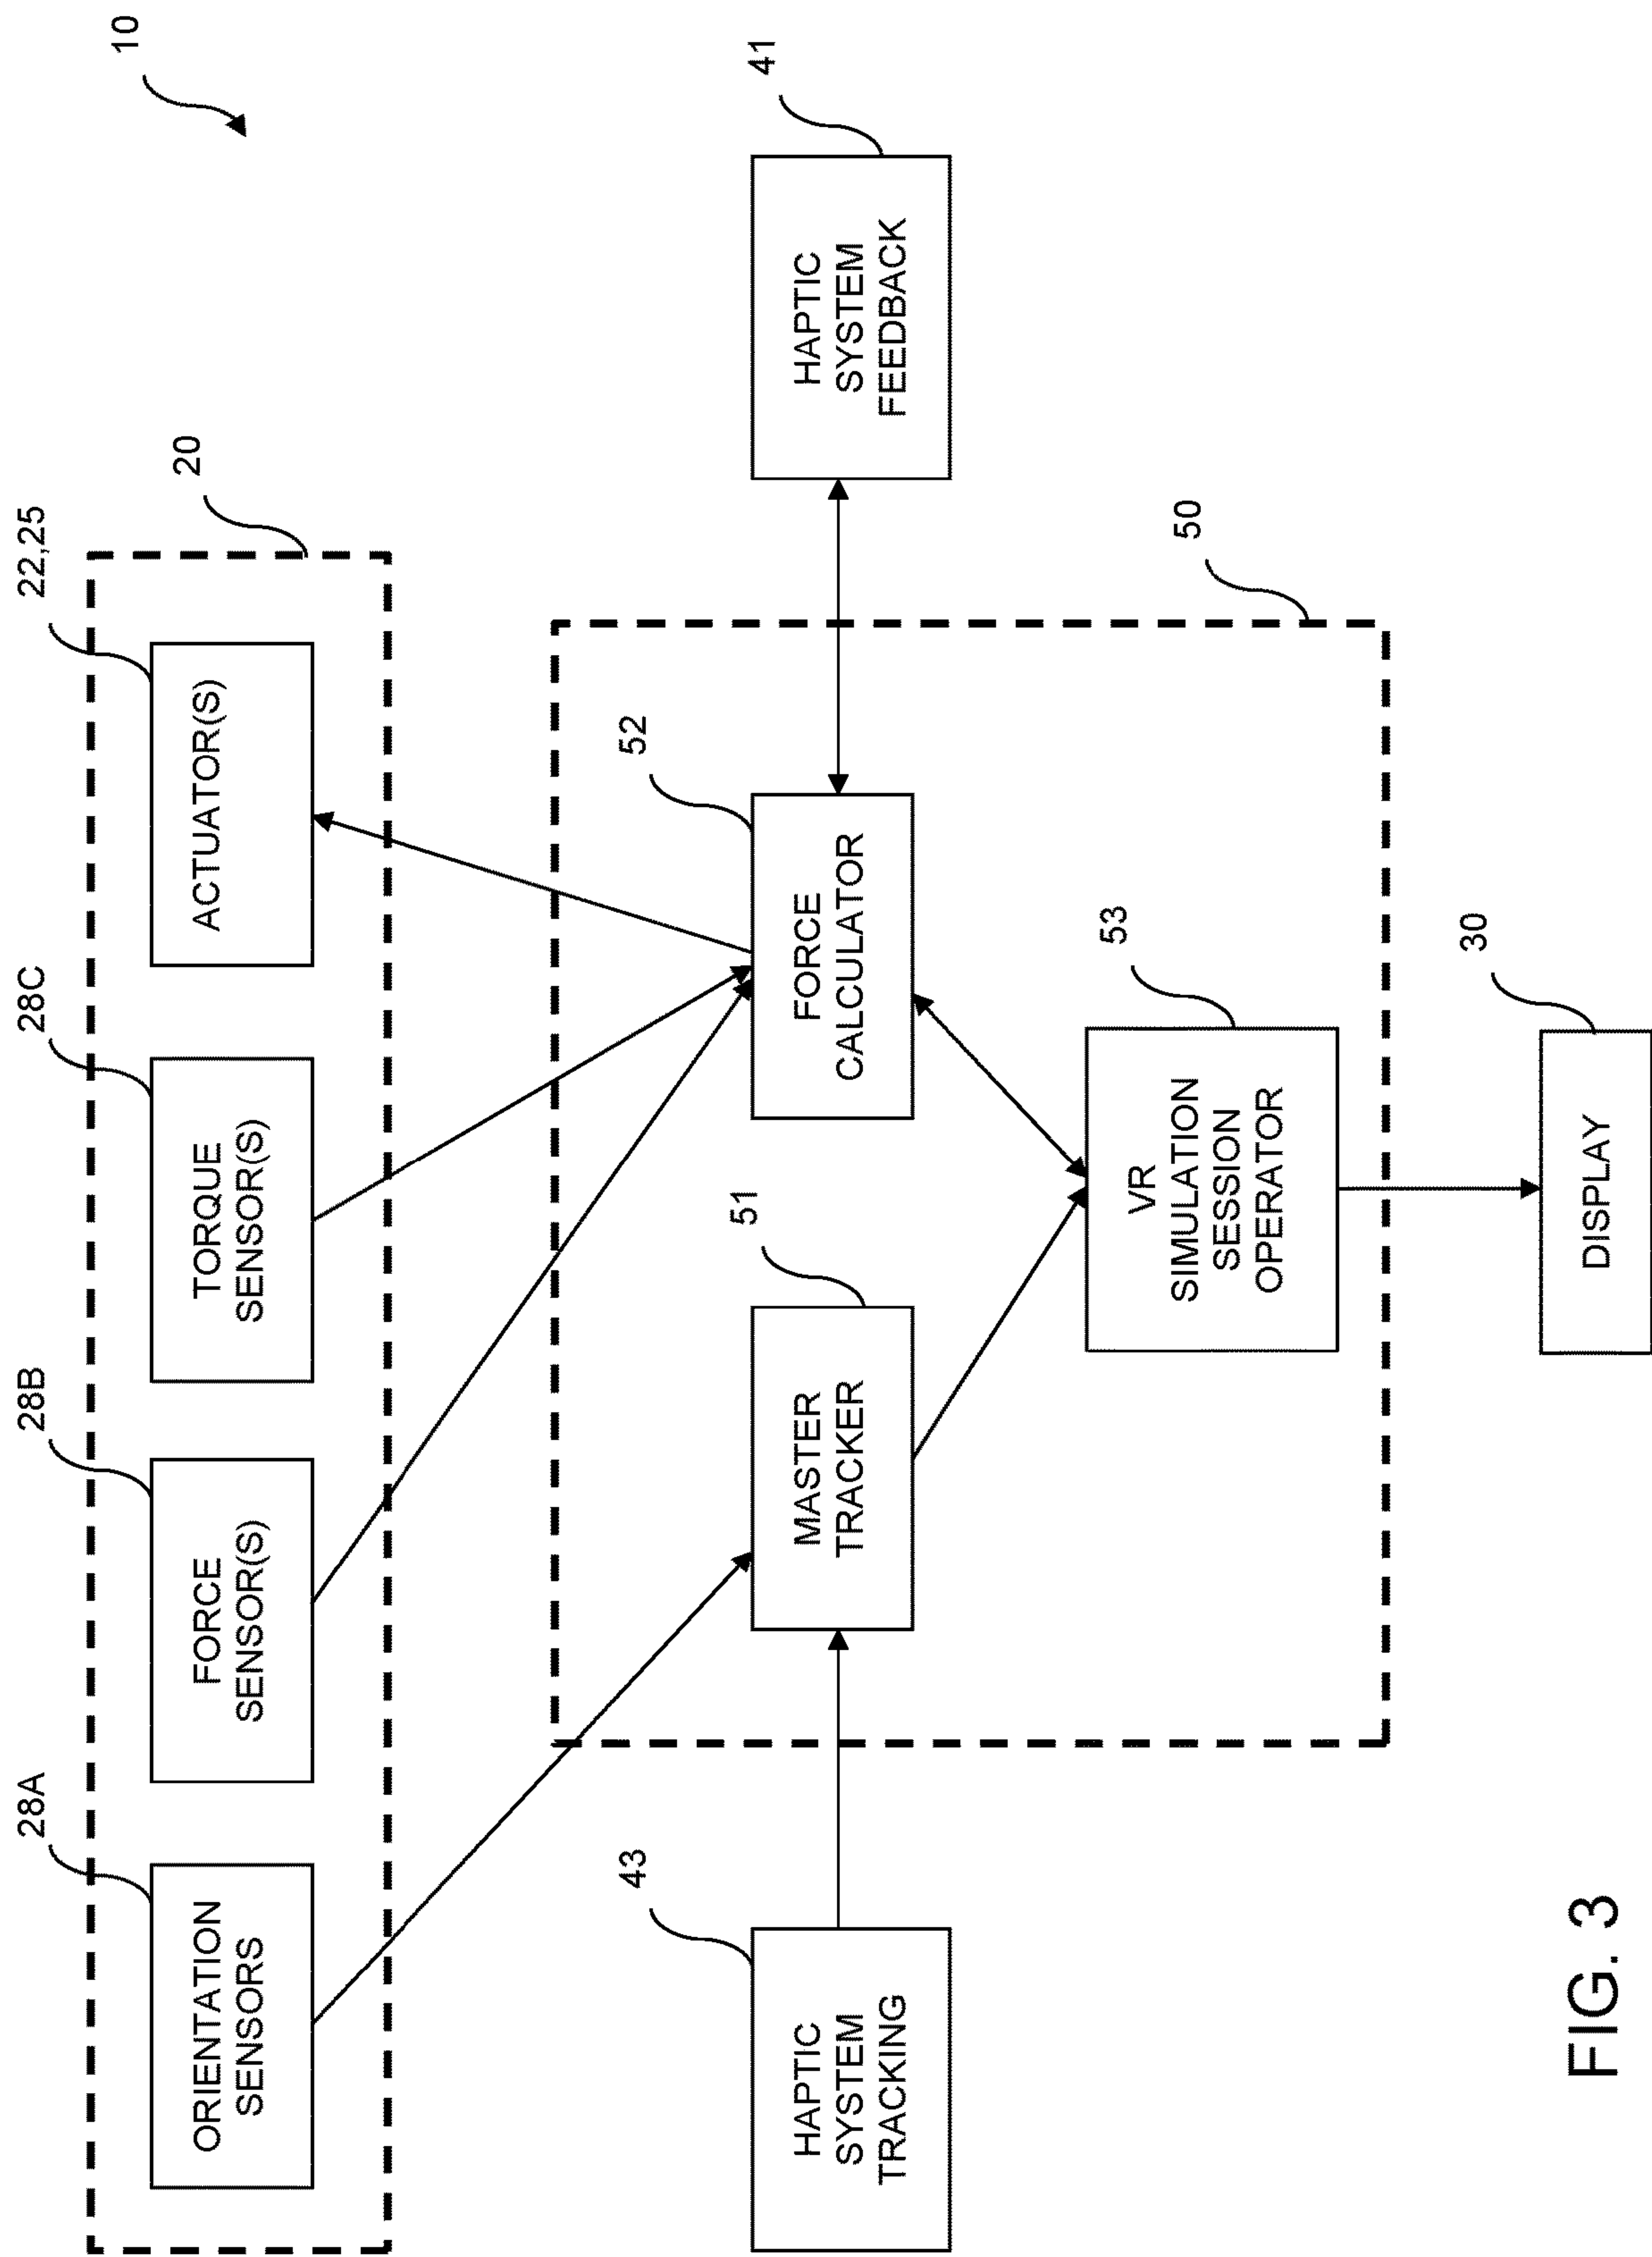 10
20
28A
28B
28C
22,25
ORIENTATION
SENSORS
FORCE
SENSOR(S)
TORQUE
SENSOR(S)
ACTUATOR(S)
43
51
52
41
HAPTIC
SYSTEM
TRACKING
MASTER
TRACKER
FORCE
CALCULATOR
HAPTIC
SYSTEM
FEEDBACK
50
53
VR
SIMULATION
SESSION
OPERATOR
30
DISPLAY
FIG. 3